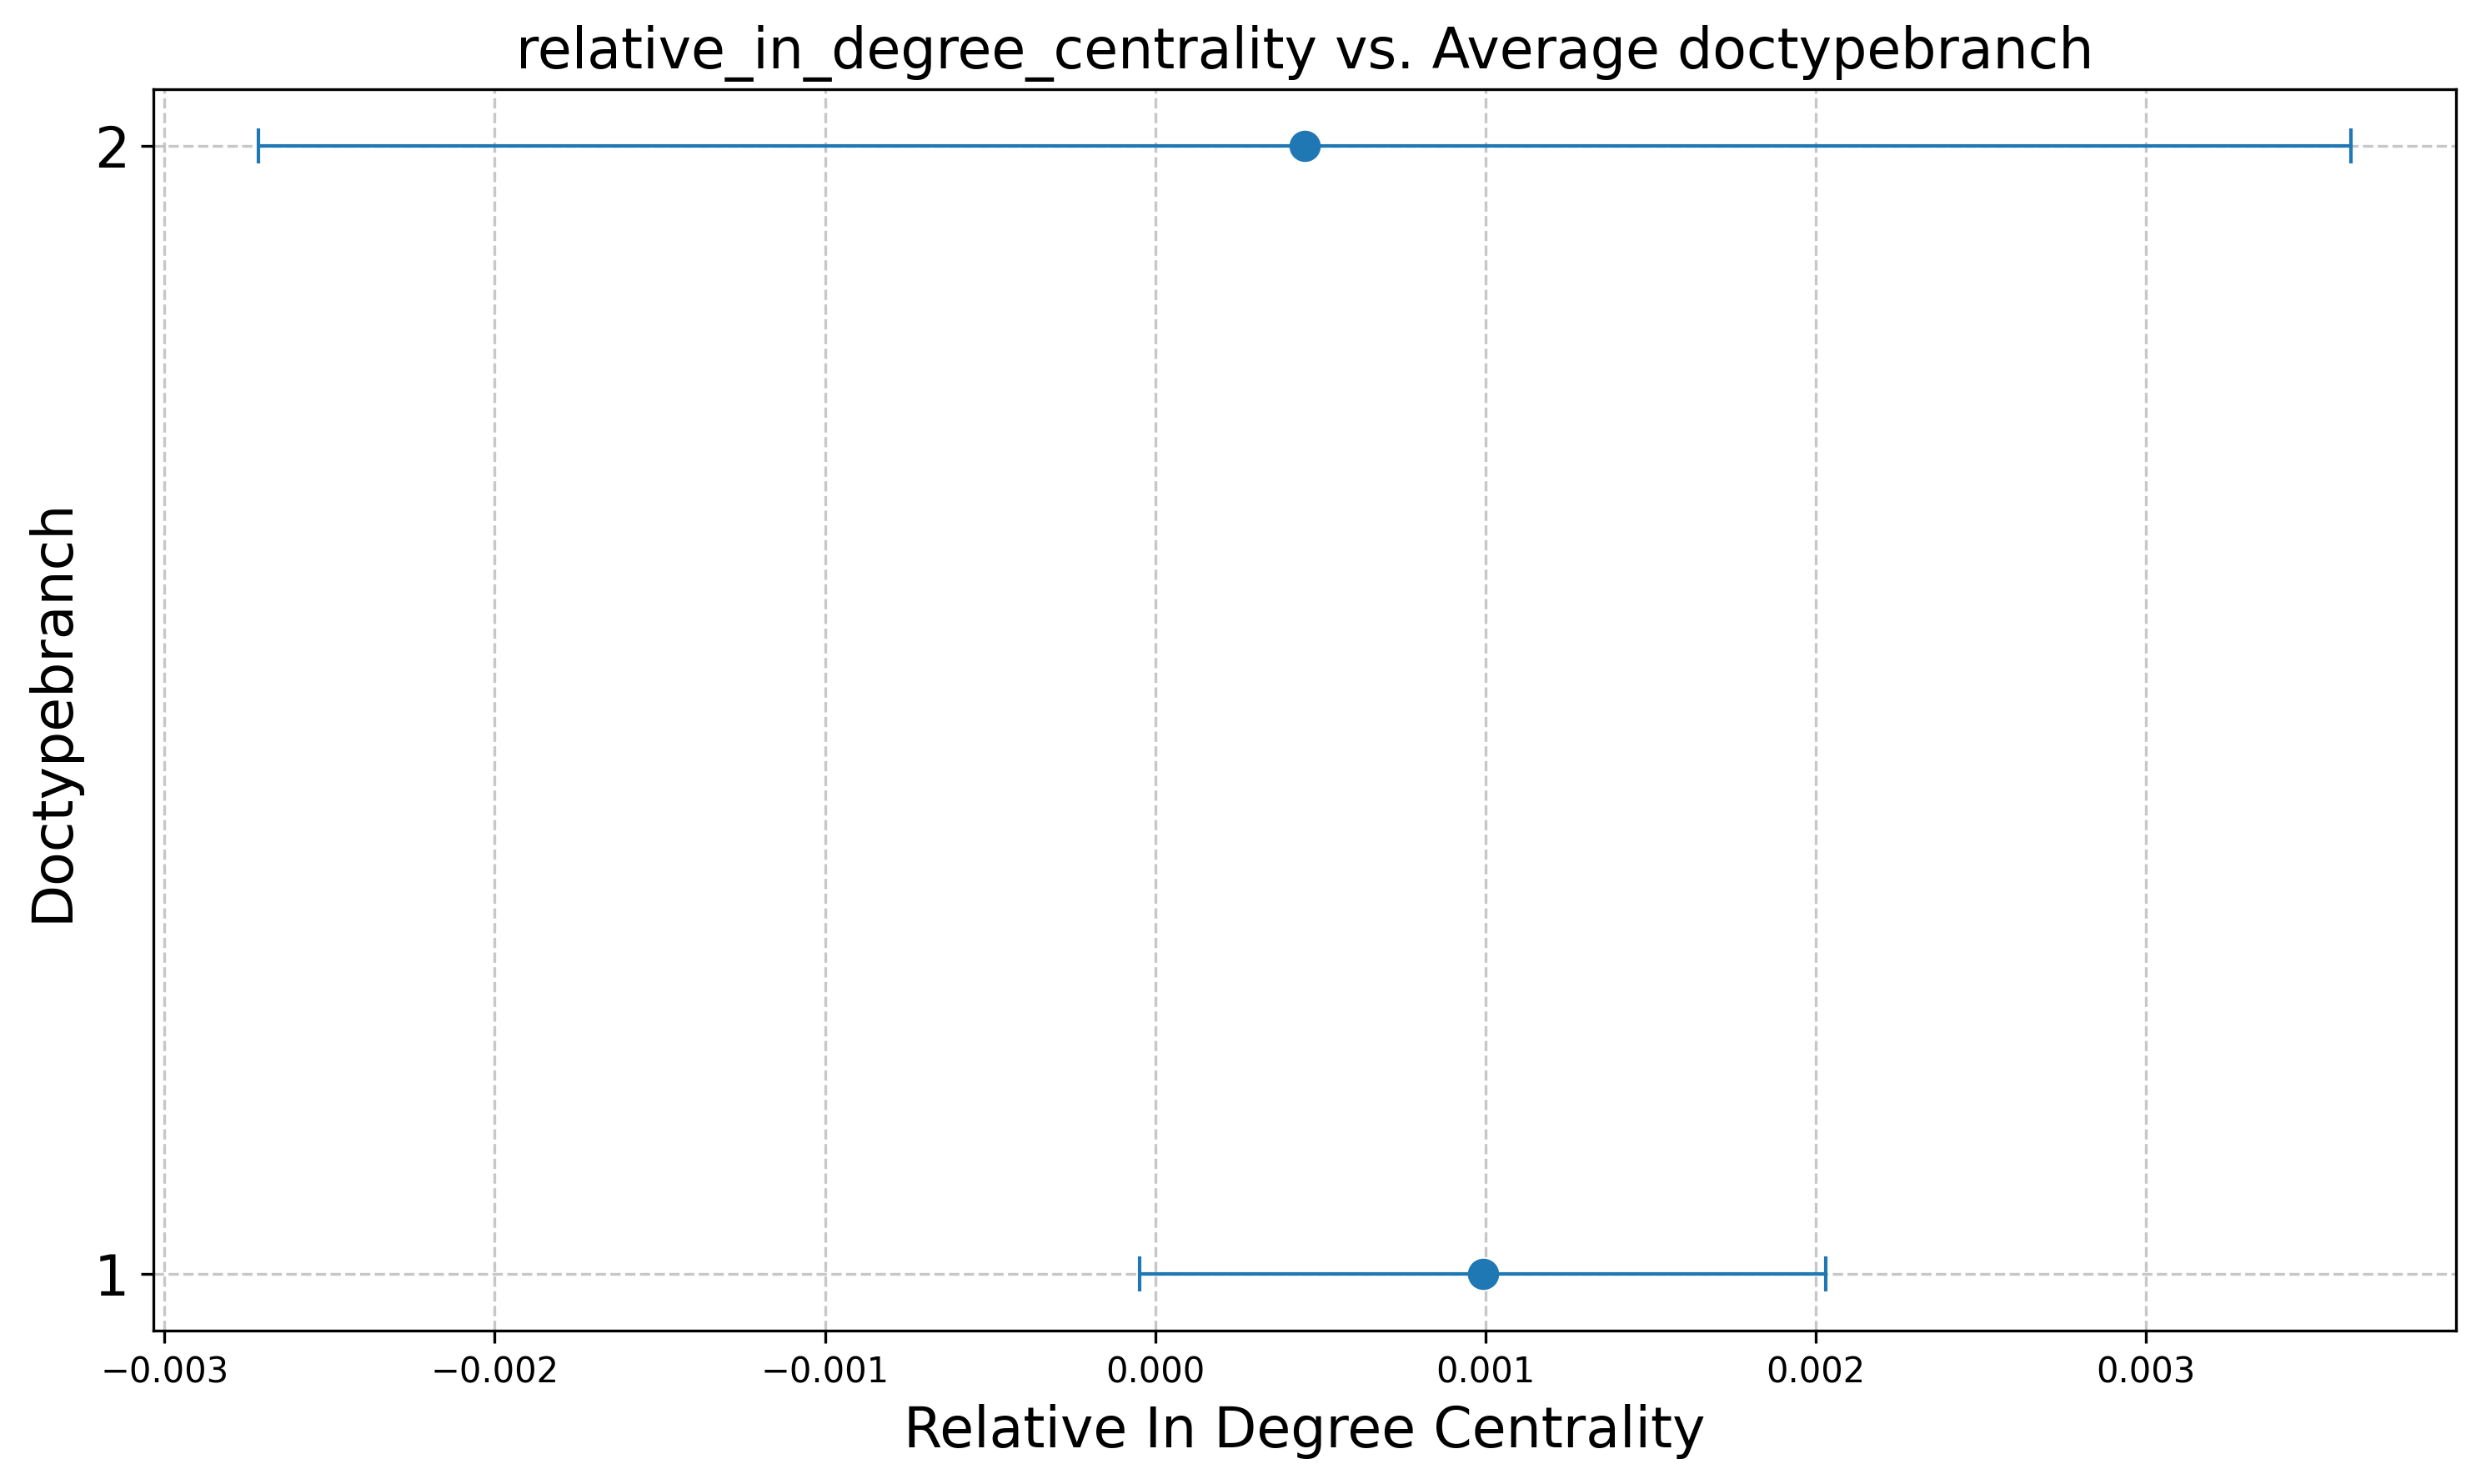 relative_in_degree_centrality vs. Average doctypebranch
2
Doctypebranch
1
−0.003 −0.002 −0.001 0.000 0.001 0.002 0.003
Relative In Degree Centrality